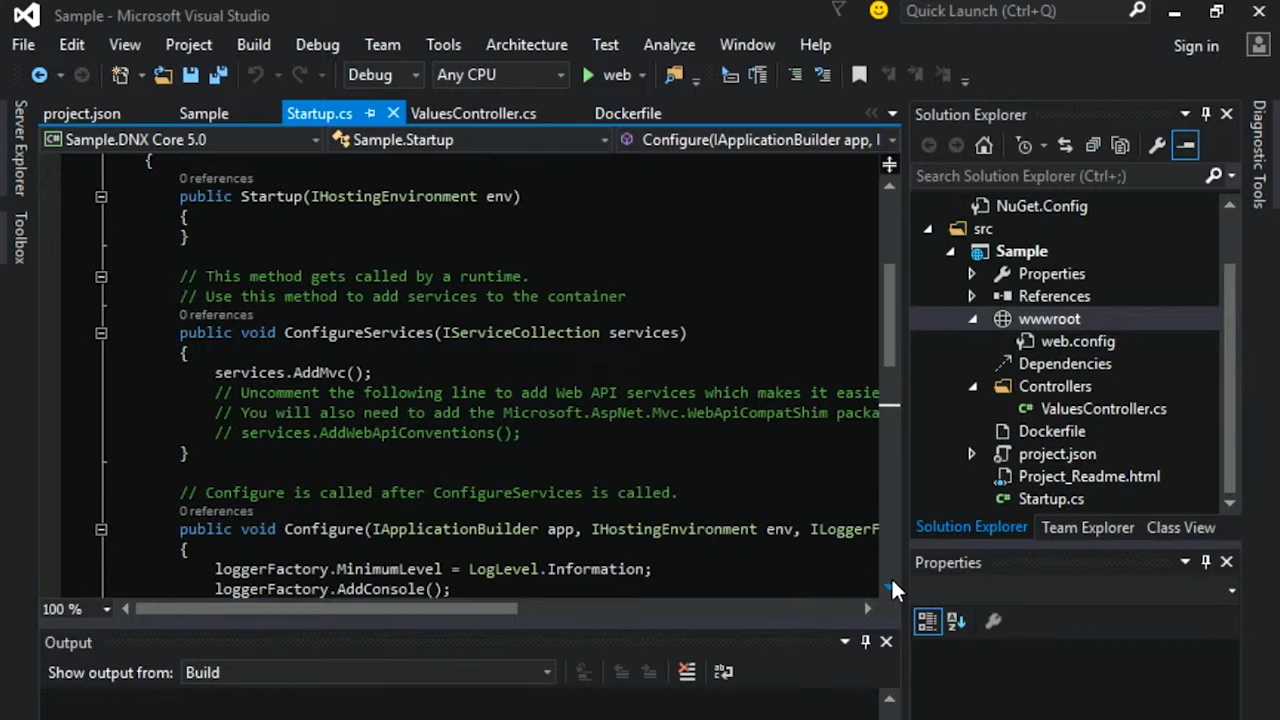 Sample - Microsoft Visual Studio
Quick Launch (Ctrl+Q)
File Edit View Project Build Debug Team Tools Architecture Test Analyze Window Help
Sign in
Debug
Any CPU
web
Server Explorer
Toolbox
project.json Sample Startup.cs ValuesController.cs Dockerfile
Sample.DNX Core 5.0
Sample.Startup
Configure(IApplicationBuilder app, I
{
0 references
public Startup(IHostingEnvironment env)
{
}
// This method gets called by a runtime.
// Use this method to add services to the container
0 references
public void ConfigureServices(IServiceCollection services)
{
services.AddMvc();
// Uncomment the following line to add Web API services which makes it easie
// You will also need to add the Microsoft.AspNet.Mvc.WebApiCompatShim packa
// services.AddWebApiConventions();
}
// Configure is called after ConfigureServices is called.
0 references
public void Configure(IApplicationBuilder app, IHostingEnvironment env, ILoggerF
{
loggerFactory.MinimumLevel = LogLevel.Information;
loggerFactory.AddConsole();
100 %
Output
Show output from: Build
Solution Explorer
Search Solution Explorer (Ctrl+;)
NuGet.Config
src
Sample
Properties
References
wwwroot
web.config
Dependencies
Controllers
C# ValuesController.cs
Dockerfile
project.json
Project_Readme.html
C# Startup.cs
Solution Explorer Team Explorer Class View
Properties
Diagnostic Tools